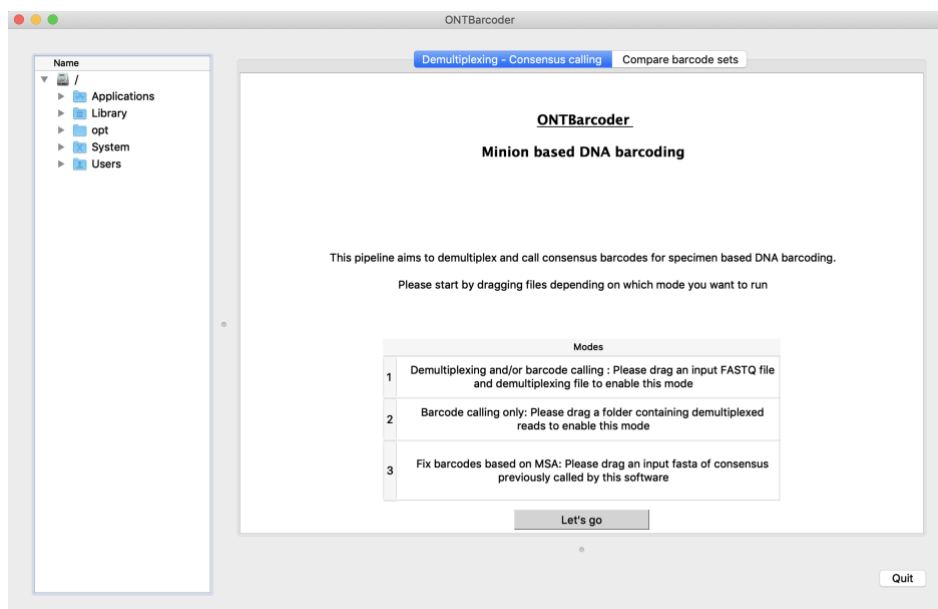 ONTBarcoder
Name
/
Applications
Library
opt
System
Users
Demultiplexing - Consensus calling
Compare barcode sets
ONTBarcoder
Minion based DNA barcoding
This pipeline aims to demultiplex and call consensus barcodes for specimen based DNA barcoding.
Please start by dragging files depending on which mode you want to run
Modes
1
Demultiplexing and/or barcode calling : Please drag an input FASTQ file
and demultiplexing file to enable this mode
2
Barcode calling only: Please drag a folder containing demultiplexed
reads to enable this mode
3
Fix barcodes based on MSA: Please drag an input fasta of consensus
previously called by this software
Let's go
Quit